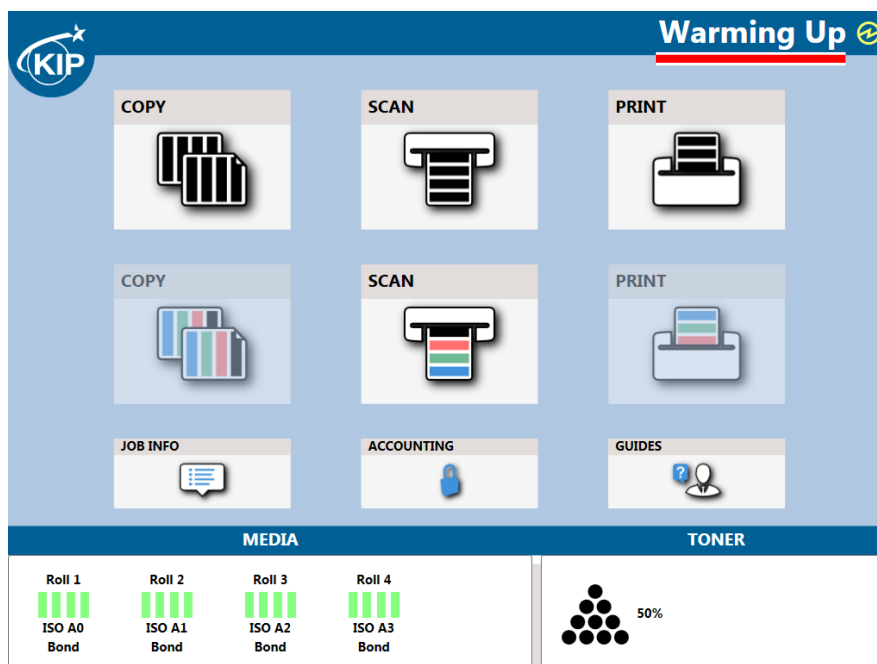 KIP
Warming Up
COPY
SCAN
PRINT
COPY
SCAN
PRINT
JOB INFO
ACCOUNTING
?
GUIDES
MEDIA
TONER
Roll 1
Roll 2
Roll 3
Roll 4
ISO A0
ISO A1
ISO A2
ISO A3
Bond
Bond
Bond
Bond
50%